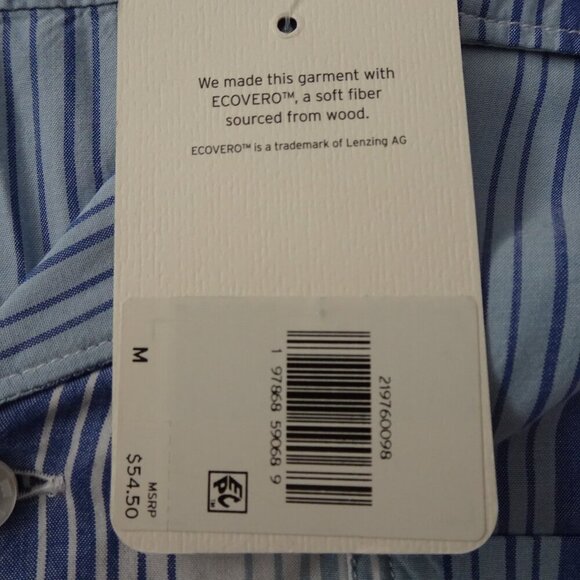 We made this garment with
ECOVERO™, a soft fiber
sourced from wood.
ECOVERO™ is a trademark of Lenzing AG
M
MSRP
$54.50
1 97868 59068 9
219760098